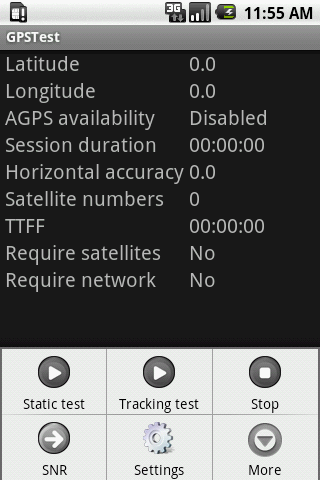 3G 11:55 AM
GPSTest
Latitude 0.0
Longitude 0.0
AGPS availability Disabled
Session duration 00:00:00
Horizontal accuracy 0.0
Satellite numbers 0
TTFF 00:00:00
Require satellites No
Require network No
Static test Tracking test Stop
SNR Settings More